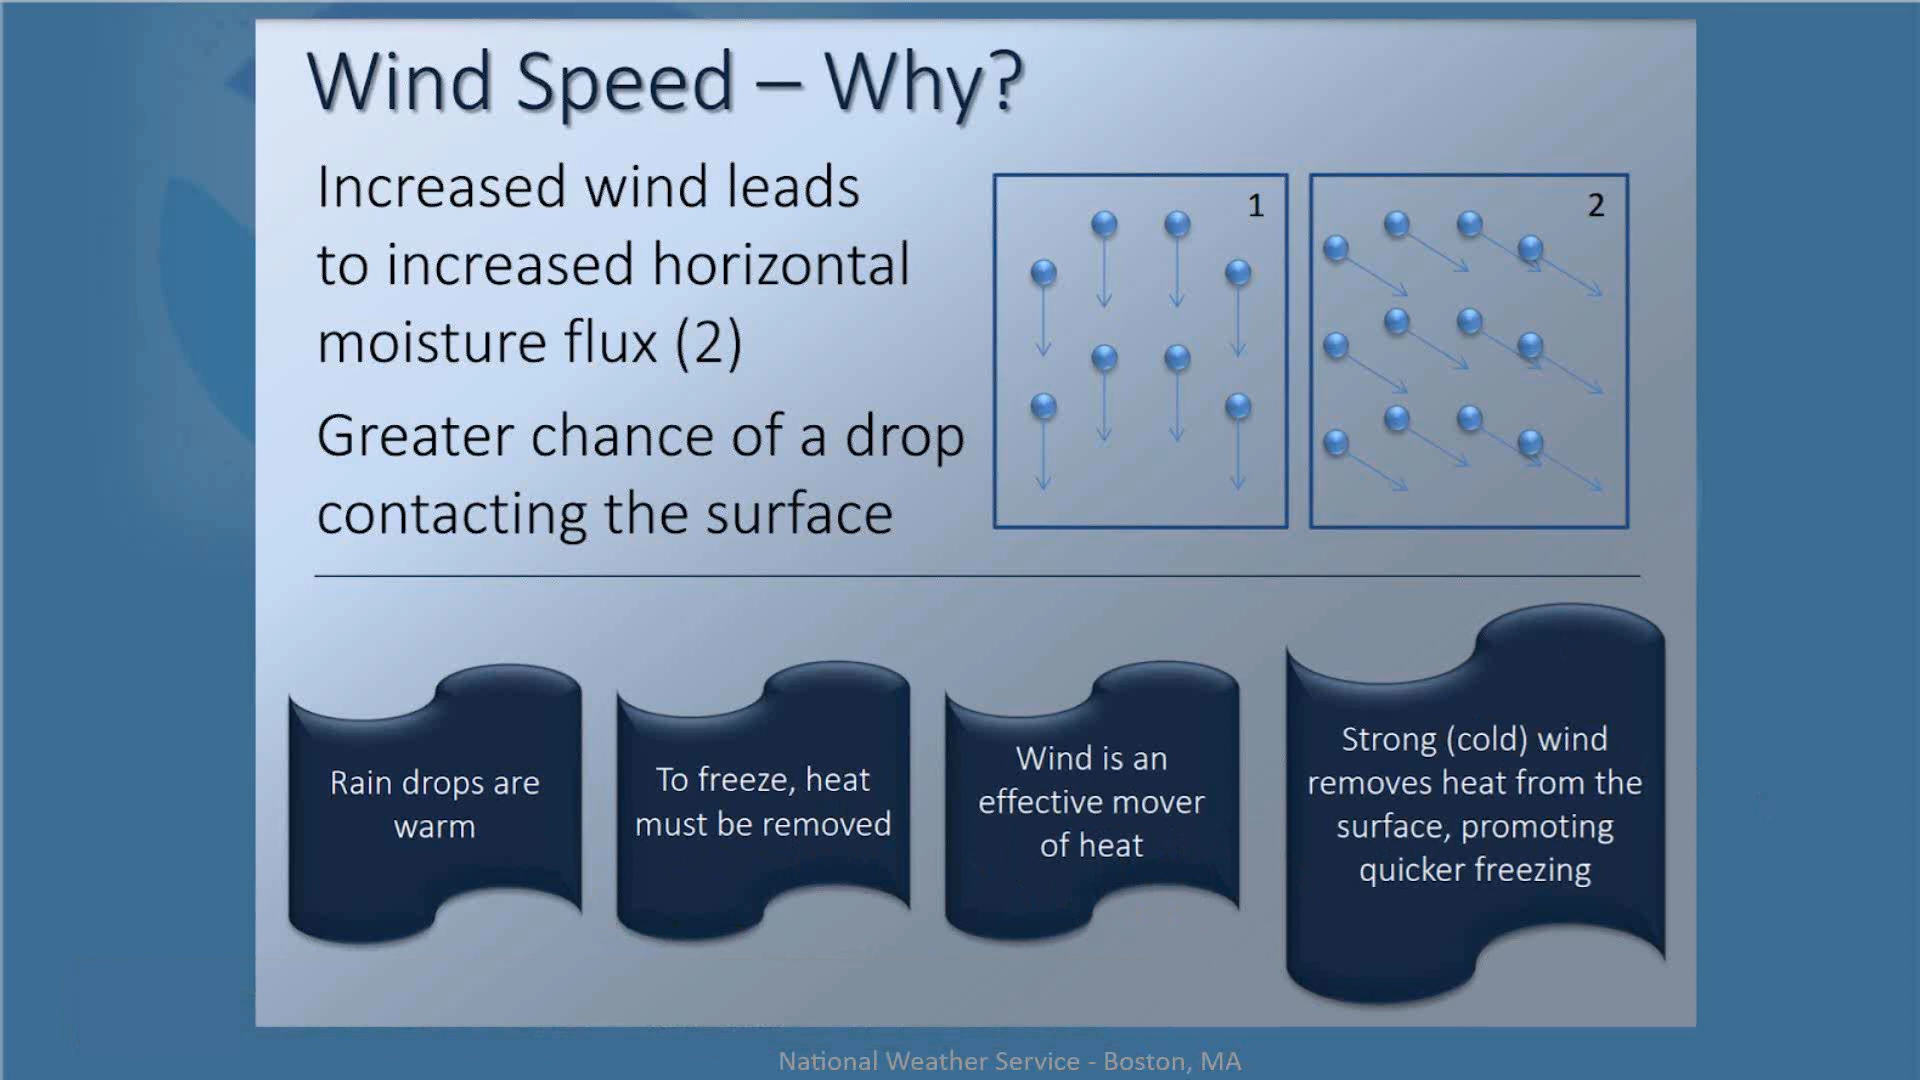 Wind Speed – Why?
Increased wind leads
to increased horizontal
moisture flux (2)
Greater chance of a drop
contacting the surface
1
2
Rain drops are
warm
To freeze, heat
must be removed
Wind is an
effective mover
of heat
Strong (cold) wind
removes heat from the
surface, promoting
quicker freezing
National Weather Service - Boston, MA